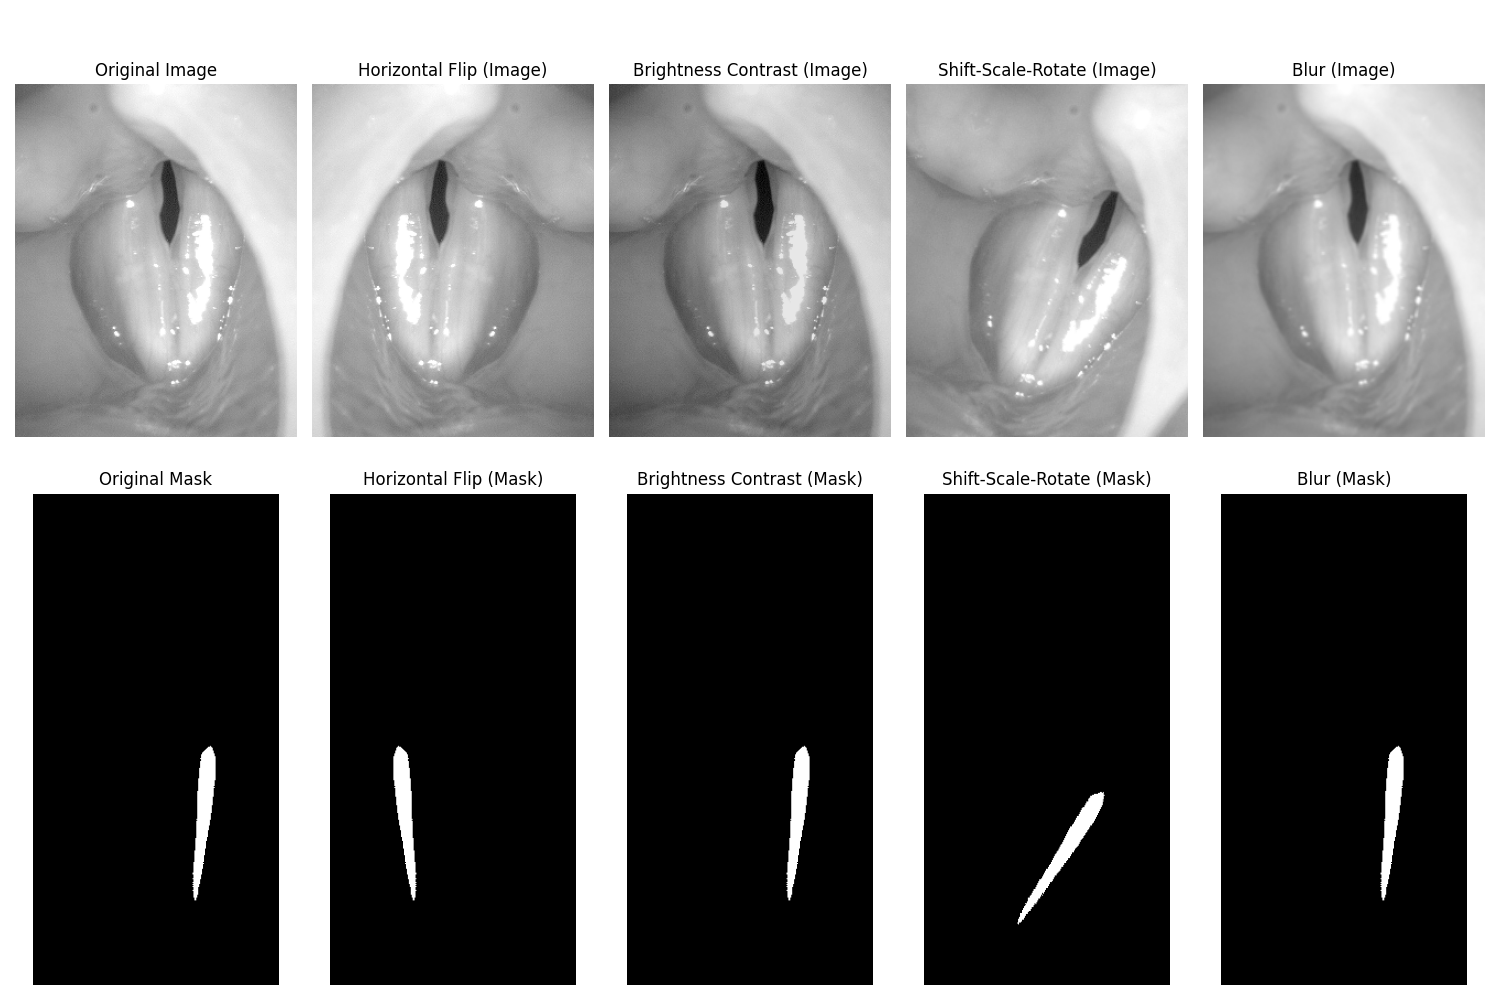 Original Image
Horizontal Flip (Image)
Brightness Contrast (Image)
Shift-Scale-Rotate (Image)
Blur (Image)
Original Mask
Horizontal Flip (Mask)
Brightness Contrast (Mask)
Shift-Scale-Rotate (Mask)
Blur (Mask)